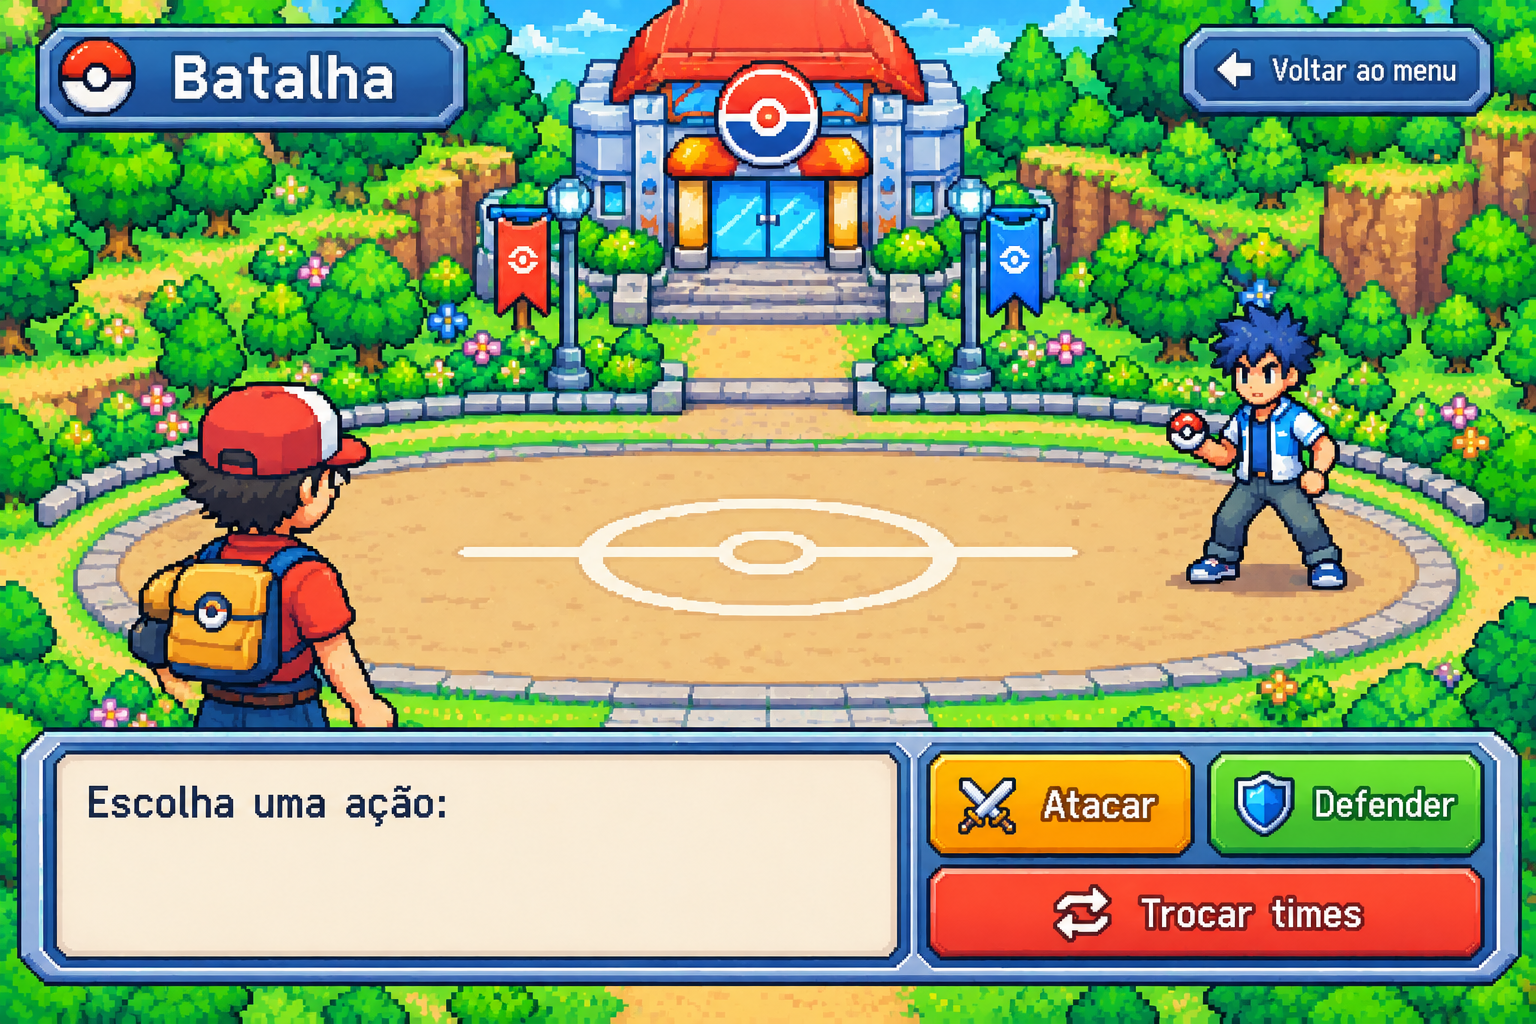 Batalha
Voltar ao menu
Escolha uma ação:
Atacar
Defender
Trocar times